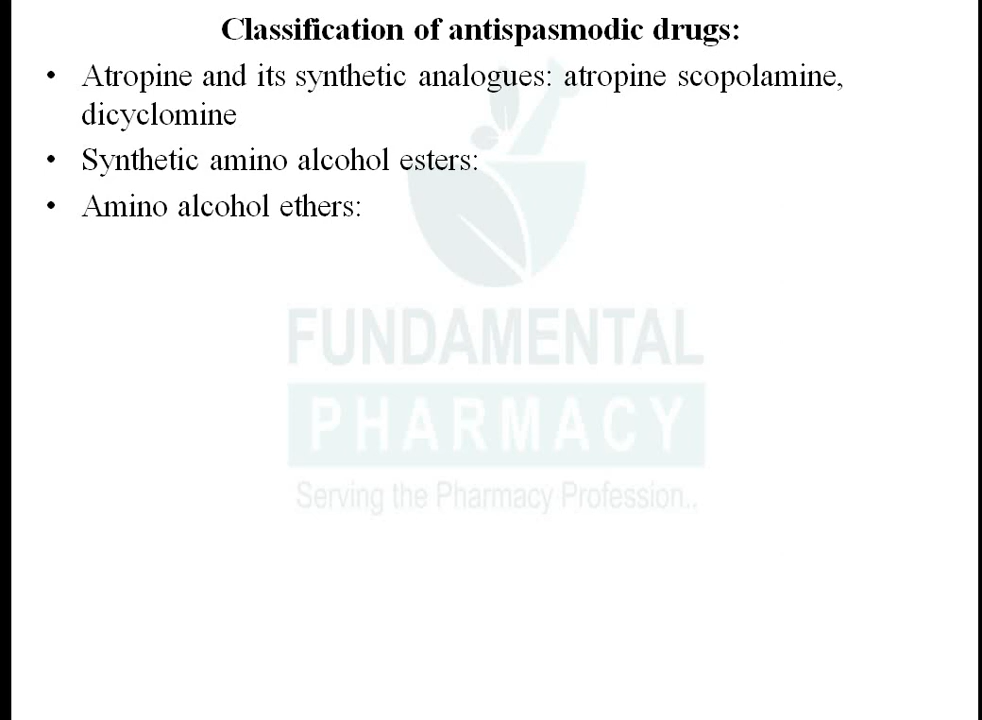 Classification of antispasmodic drugs:
• Atropine and its synthetic analogues: atropine scopolamine,
dicyclomine
• Synthetic amino alcohol esters:
• Amino alcohol ethers:
FUNDAMENTAL
PHARMACY
Serving the Pharmacy Profession..